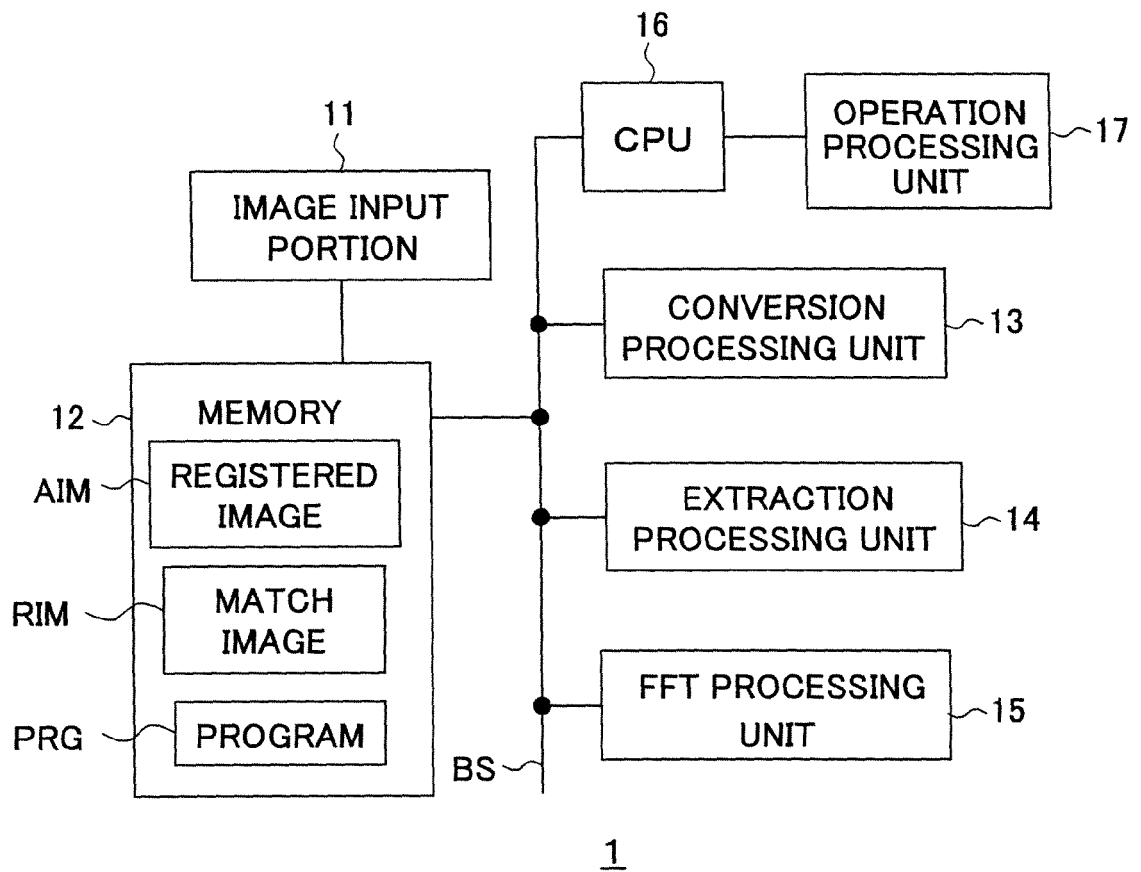 16
CPU
OPERATION
PROCESSING
UNIT
17
11
IMAGE INPUT
PORTION
CONVERSION
PROCESSING UNIT
13
12
MEMORY
AIM
REGISTERED
IMAGE
EXTRACTION
PROCESSING UNIT
14
RIM
MATCH
IMAGE
FFT PROCESSING
UNIT
15
PRG
PROGRAM
BS
1